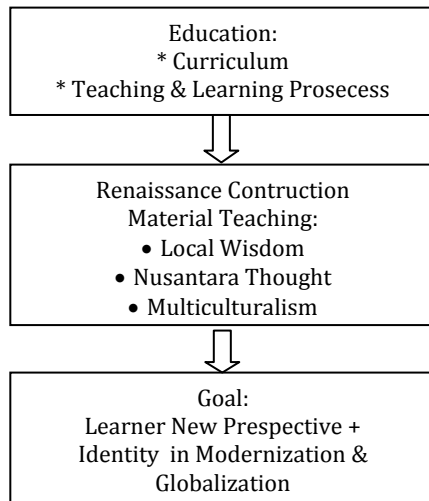 Education:
* Curriculum
* Teaching & Learning Prosecess
Renaissance Contruction
Material Teaching:
• Local Wisdom
• Nusantara Thought
• Multiculturalism
Goal:
Learner New Prespective +
Identity in Modernization &
Globalization